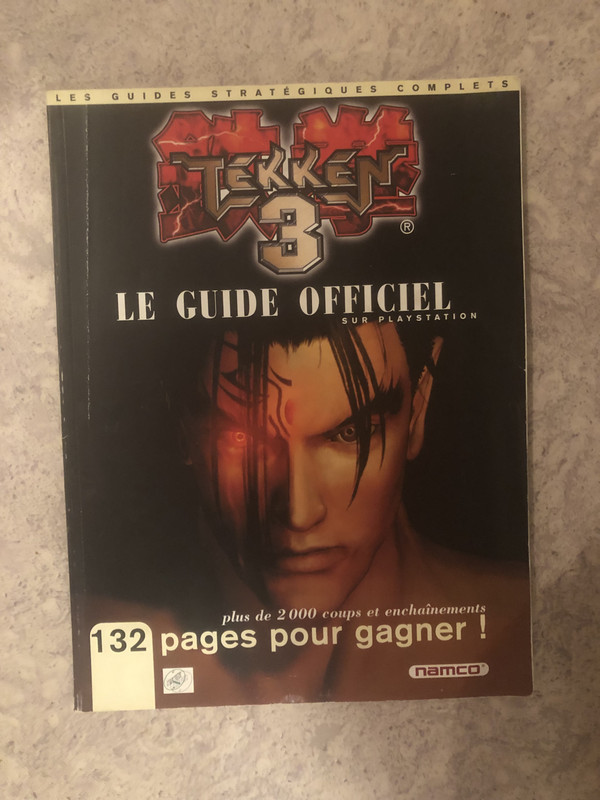 LES GUIDES STRATÉGIQUES COMPLETS
TEKKEN
3
®
LE GUIDE OFFICIEL
SUR PLAYSTATION
plus de 2000 coups et enchaînements
132 pages pour gagner !
namco